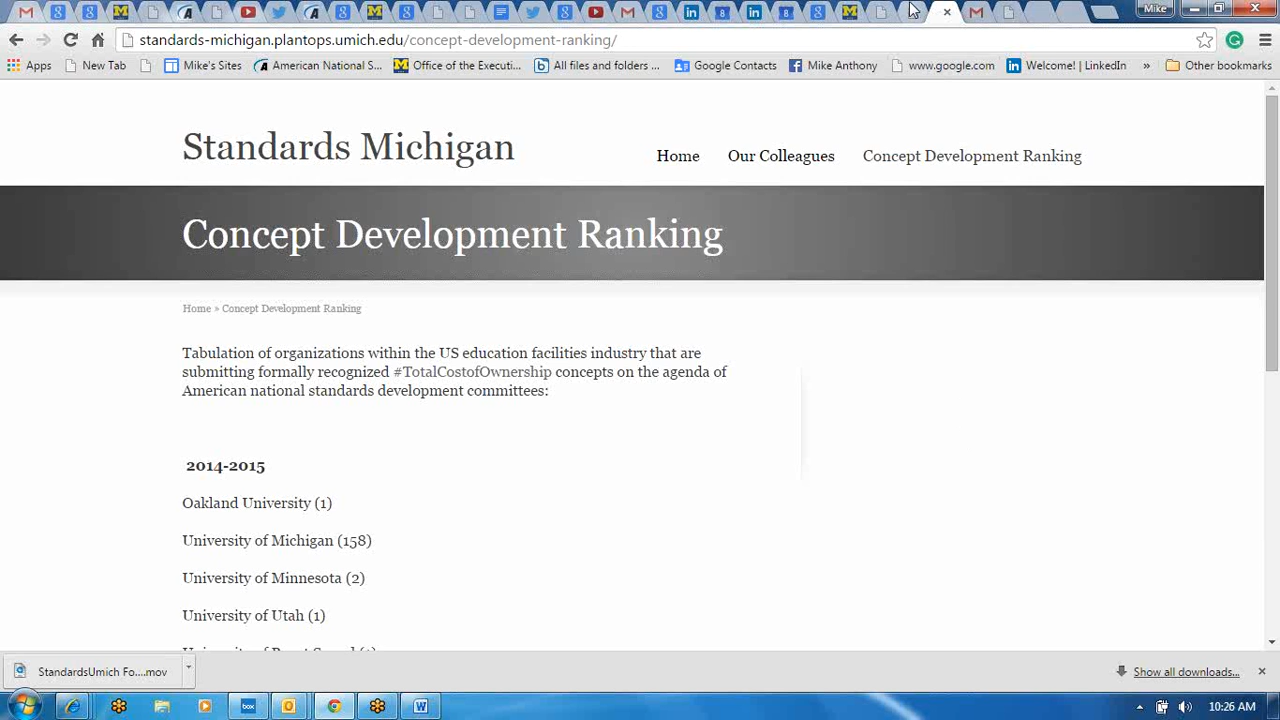 Mike
standards-michigan.plantops.umich.edu/concept-development-ranking/
Apps New Tab Mike's Sites American National S... Office of the Executi... All files and folders ... Google Contacts Mike Anthony www.google.com Welcome! | LinkedIn » Other bookmarks
Standards Michigan
Home Our Colleagues Concept Development Ranking
Concept Development Ranking
Home » Concept Development Ranking
Tabulation of organizations within the US education facilities industry that are
submitting formally recognized #TotalCostofOwnership concepts on the agenda of
American national standards development committees:
2014-2015
Oakland University (1)
University of Michigan (158)
University of Minnesota (2)
University of Utah (1)
StandardsUmich Fo....mov Show all downloads...
10:26 AM